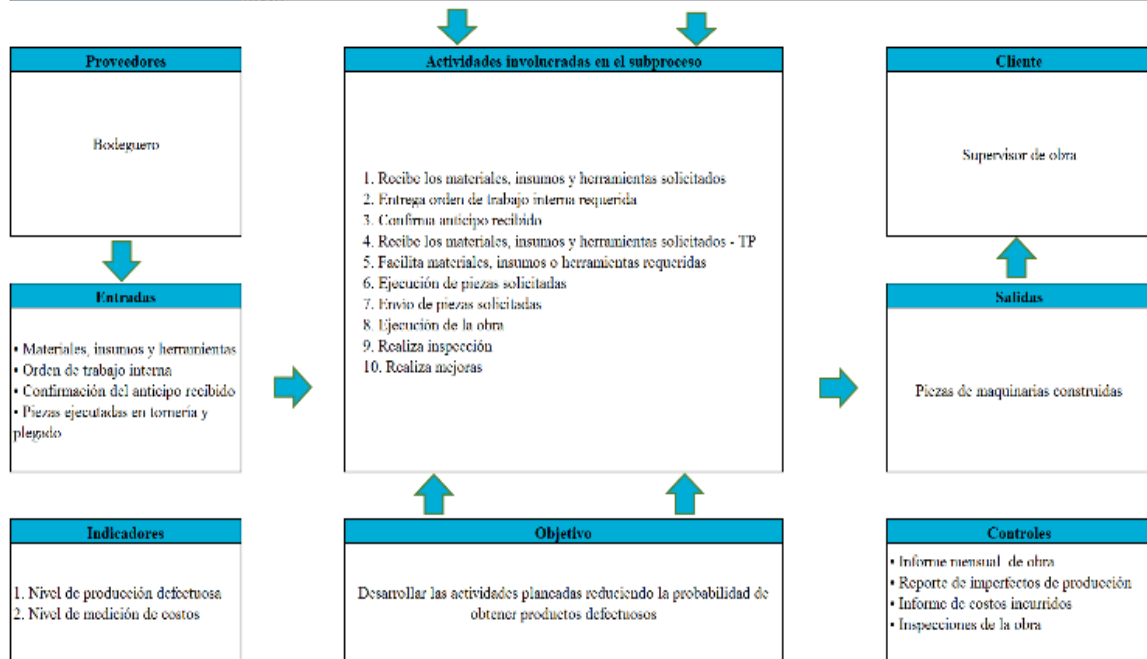 Proveedores
Bodeguero
Entradas
• Materiales, insumos y herramientas
• Orden de trabajo interna
• Confirmación del anticipo recibido
• Piezas ejecutadas en tornería y
plegado
Indicadores
1. Nivel de producción defectuosa
2. Nivel de medición de costos
Actividades involucradas en el subproceso
1. Recibe los materiales, insumos y herramientas solicitados
2. Entrega orden de trabajo interna requerida
3. Confirma anticipo recibido
4. Recibe los materiales, insumos y herramientas solicitados - TP
5. Facilita materiales, insumos o herramientas requeridas
6. Ejecución de piezas solicitadas
7. Envio de piezas solicitadas
8. Ejecución de la obra
9. Realiza inspección
10. Realiza mejoras
Objetivo
Desarrollar las actividades planeadas reduciendo la probabilidad de
obtener productos defectuosos
Cliente
Supervisor de obra
Salidas
Piezas de maquinarias construidas
Controles
• Informe mensual de obra
• Reporte de imperfectos de producción
• Informe de costos incurridos
• Inspecciones de la obra